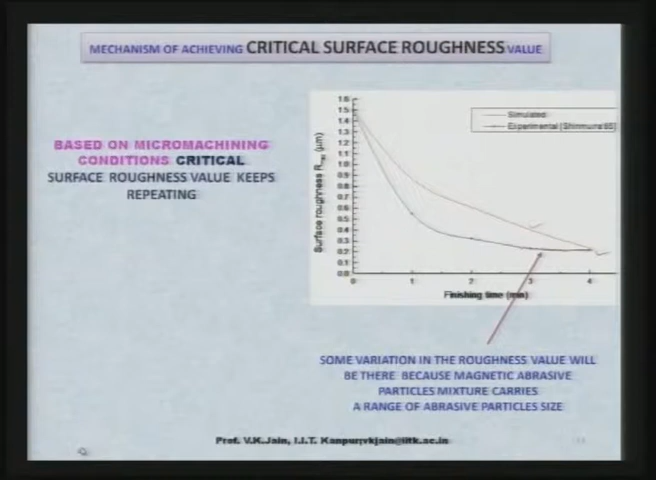 MECHANISM OF ACHIEVING CRITICAL SURFACE ROUGHNESS VALUE
BASED ON MICROMACHINING
CONDITIONS CRITICAL
SURFACE ROUGHNESS VALUE KEEPS
REPEATING
Surface roughness R (µm)
1.6
1.5
1.4
1.3
1.2
1.1
1.0
0.9
0.8
0.7
0.6
0.5
0.4
0.3
0.2
0.1
0.0
0 1 2 3 4
Finishing time (min)
Simulated
Experimental [Shinmura'85]
SOME VARIATION IN THE ROUGHNESS VALUE WILL
BE THERE BECAUSE MAGNETIC ABRASIVE
PARTICLES MIXTURE CARRIES
A RANGE OF ABRASIVE PARTICLES SIZE
Prof. V.K.Jain, I.I.T. Kanpur;vkjain@iitk.ac.in